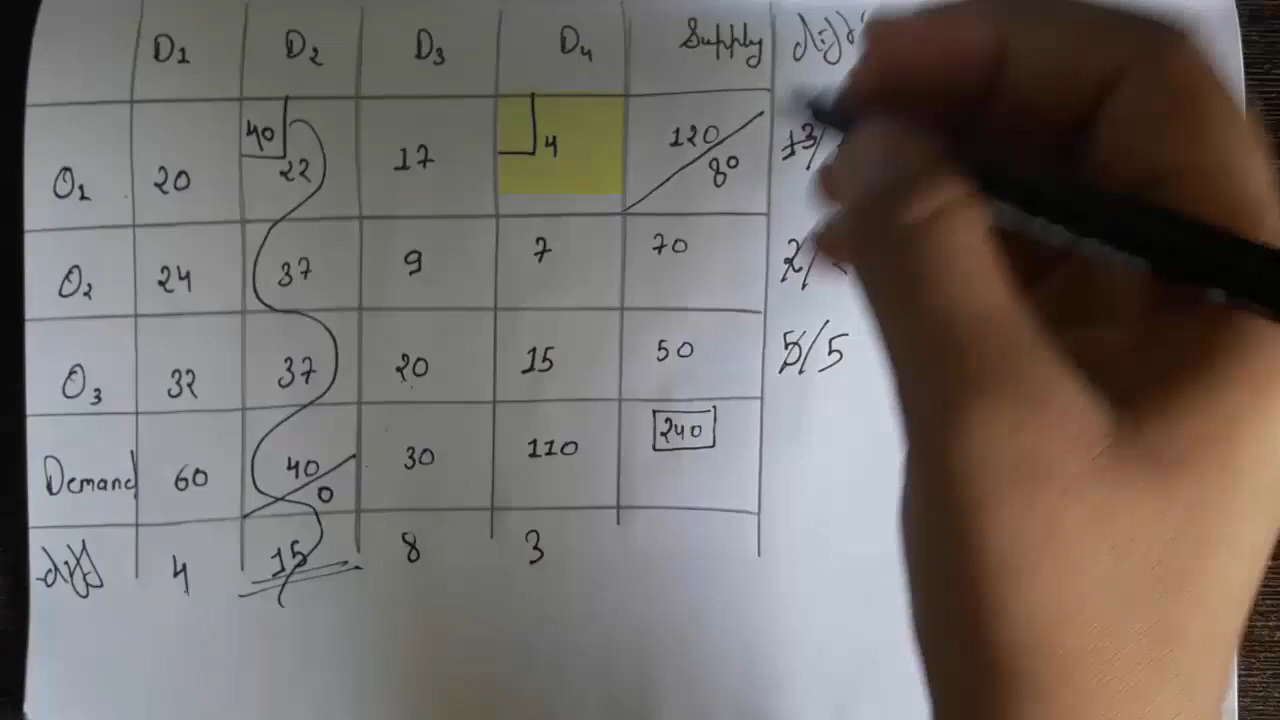 D1 D2 D3 D4 Supply
40 22 4 120
O1 20 17 80 13/
O2 24 37 9 7 70 2/
O3 32 37 20 15 50 5/5
240
Demand 60 40 30 110
0
diff 4 15 8 3